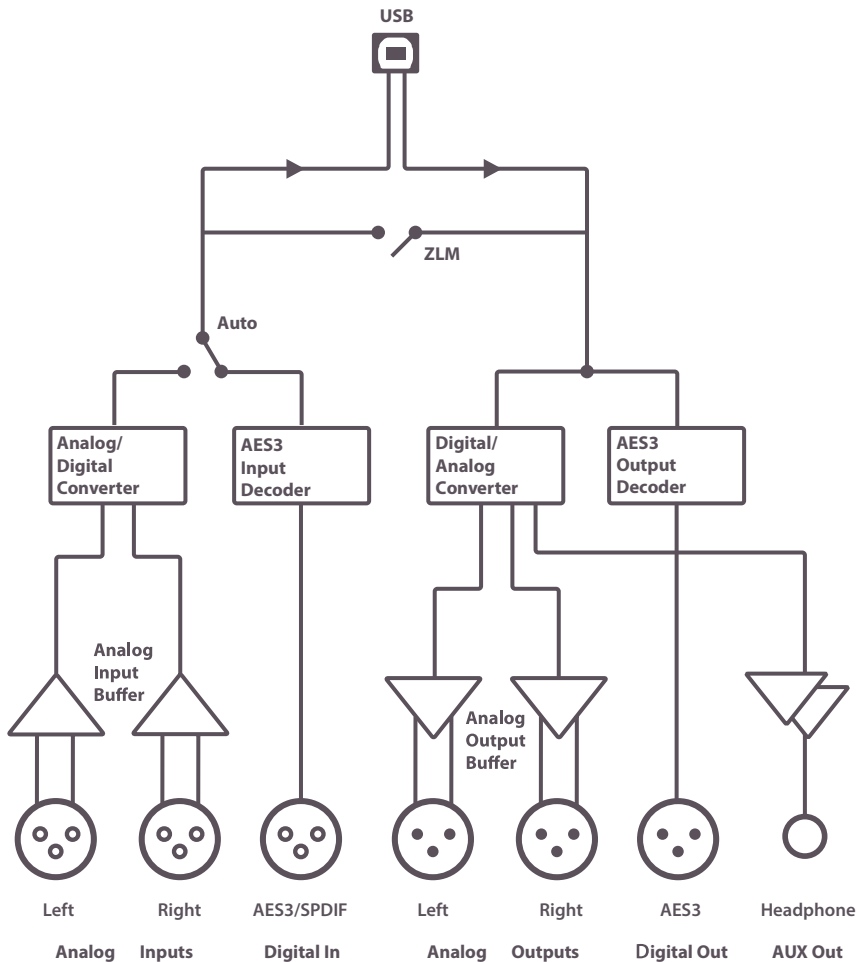 USB
ZLM
Auto
Analog/
Digital
Converter
AES3
Input
Decoder
Digital/
Analog
Converter
AES3
Output
Decoder
Analog
Input
Buffer
Analog
Output
Buffer
Left
Right
AES3/SPDIF
Left
Right
AES3
Headphone
Analog Inputs
Digital In
Analog Outputs
Digital Out
AUX Out